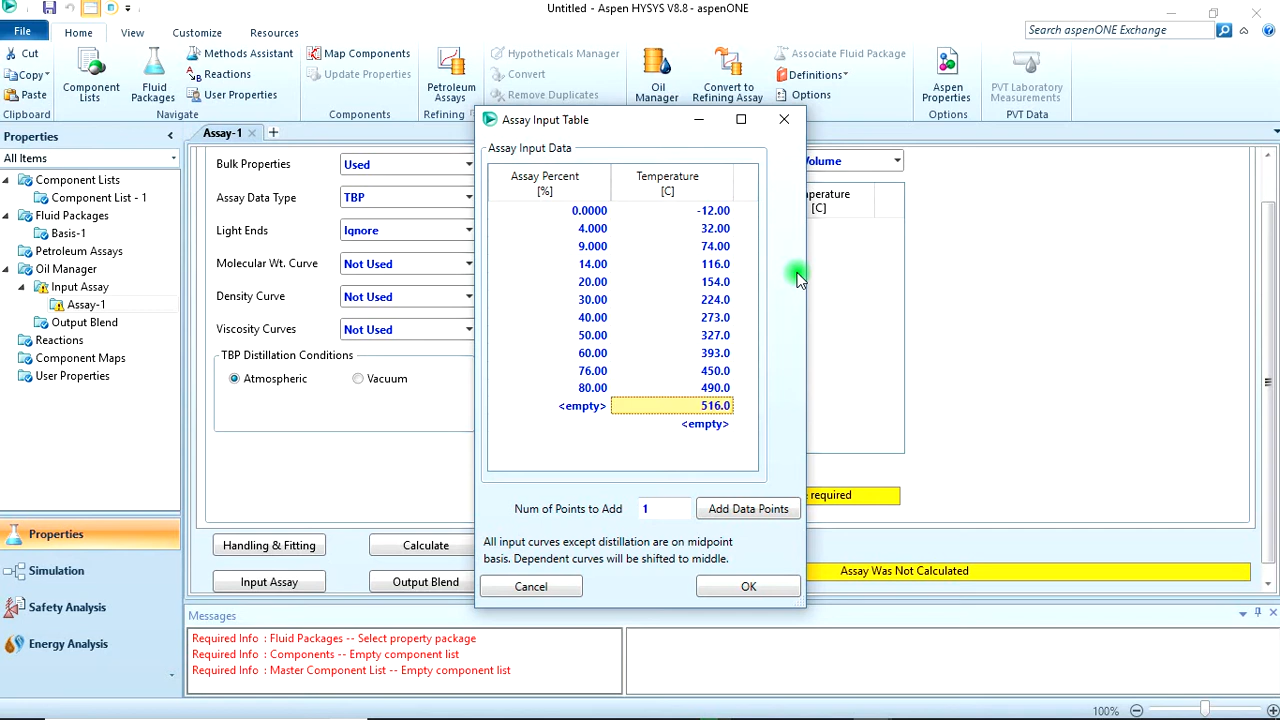 Untitled - Aspen HYSYS V8.8 - aspenONE
File
Home
View
Customize
Resources
Search aspenONE Exchange
Cut
Copy
Paste
Clipboard
Component
Lists
Fluid
Packages
Methods Assistant
Reactions
User Properties
Navigate
Map Components
Update Properties
Components
Petroleum
Assays
Refining
Hypotheticals Manager
Convert
Remove Duplicates
Oil
Manager
Convert to
Refining Assay
Associate Fluid Package
Definitions
Options
Aspen
Properties
Options
PVT Laboratory
Measurements
PVT Data
Properties
All Items
Component Lists
Component List - 1
Fluid Packages
Basis-1
Petroleum Assays
Oil Manager
Input Assay
Assay-1
Output Blend
Reactions
Component Maps
User Properties
Properties
Simulation
Safety Analysis
Energy Analysis
Assay-1
Bulk Properties Used
Assay Data Type TBP
Light Ends Ignore
Molecular Wt. Curve Not Used
Density Curve Not Used
Viscosity Curves Not Used
TBP Distillation Conditions
Atmospheric Vacuum
Handling & Fitting
Calculate
Input Assay
Output Blend
Assay Input Table
Assay Input Data
Assay Percent Temperature
[%] [C]
0.0000 -12.00
4.000 32.00
9.000 74.00
14.00 116.0
20.00 154.0
30.00 224.0
40.00 273.0
50.00 327.0
60.00 393.0
76.00 450.0
80.00 490.0
<empty> 516.0
<empty>
Num of Points to Add 1 Add Data Points
All input curves except distillation are on midpoint
basis. Dependent curves will be shifted to middle.
Cancel OK
Volume
perature
[C]
required
Assay Was Not Calculated
Messages
Required Info : Fluid Packages -- Select property package
Required Info : Components -- Empty component list
Required Info : Master Component List -- Empty component list
100%